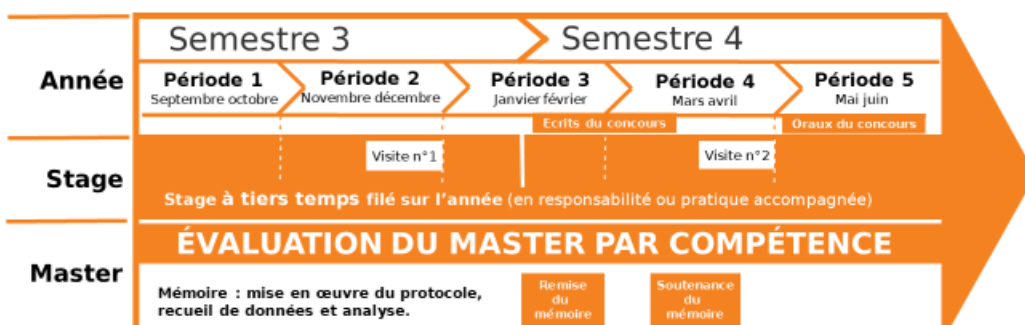 Semestre 3
Semestre 4
Année
Période 1
Septembre octobre
Période 2
Novembre décembre
Période 3
Janvier février
Période 4
Mars avril
Période 5
Mai juin
Ecrits du concours
Oraux du concours
Stage
Visite n°1
Visite n°2
Stage à tiers temps filé sur l'année (en responsabilité ou pratique accompagnée)
Master
ÉVALUATION DU MASTER PAR COMPÉTENCE
Mémoire : mise en œuvre du protocole,
recueil de données et analyse.
Remise
du
mémoire
Soutenance
du
mémoire